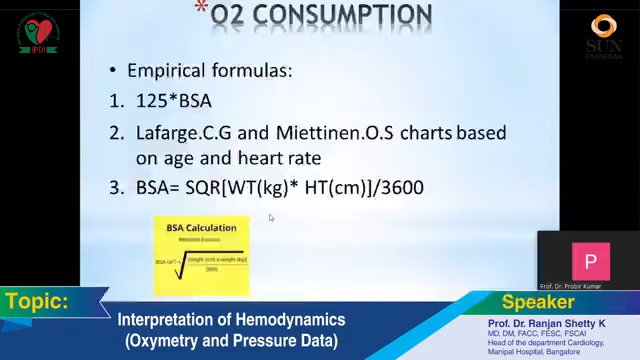 *O2 CONSUMPTION
IPDI
SUN
PHARMA
• Empirical formulas:
1. 125*BSA
2. Lafarge.C.G and Miettinen.O.S charts based
on age and heart rate
3. BSA= SQR[WT(kg)* HT(cm)]/3600
BSA Calculation
P
Prof. Dr. Probir Kumar
Topic:
Interpretation of Hemodynamics
(Oxymetry and Pressure Data)
Speaker
Prof. Dr. Ranjan Shetty K
MD, DM, FACC, FESC, FSCAI
Head of the department Cardiology,
Manipal Hospital, Bangalore